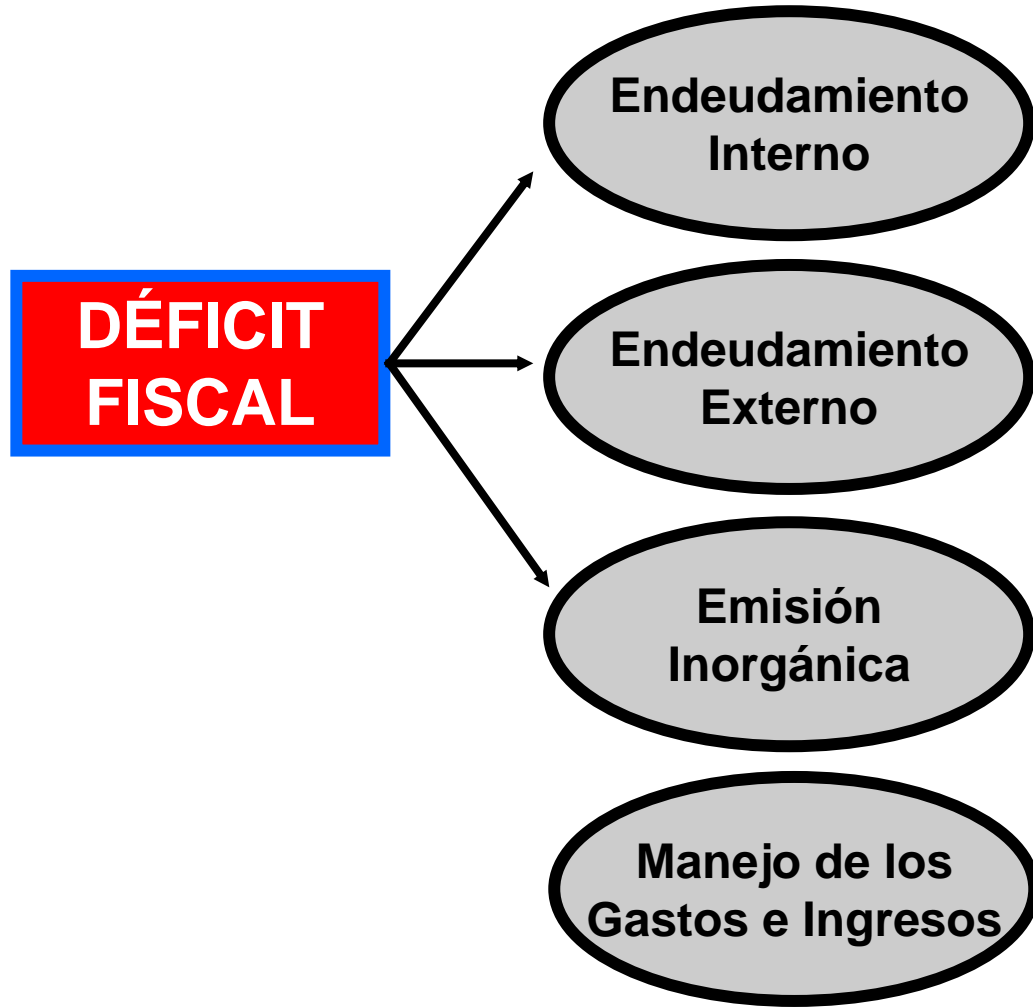 DÉFICIT
FISCAL
Endeudamiento
Interno
Endeudamiento
Externo
Emisión
Inorgánica
Manejo de los
Gastos e Ingresos